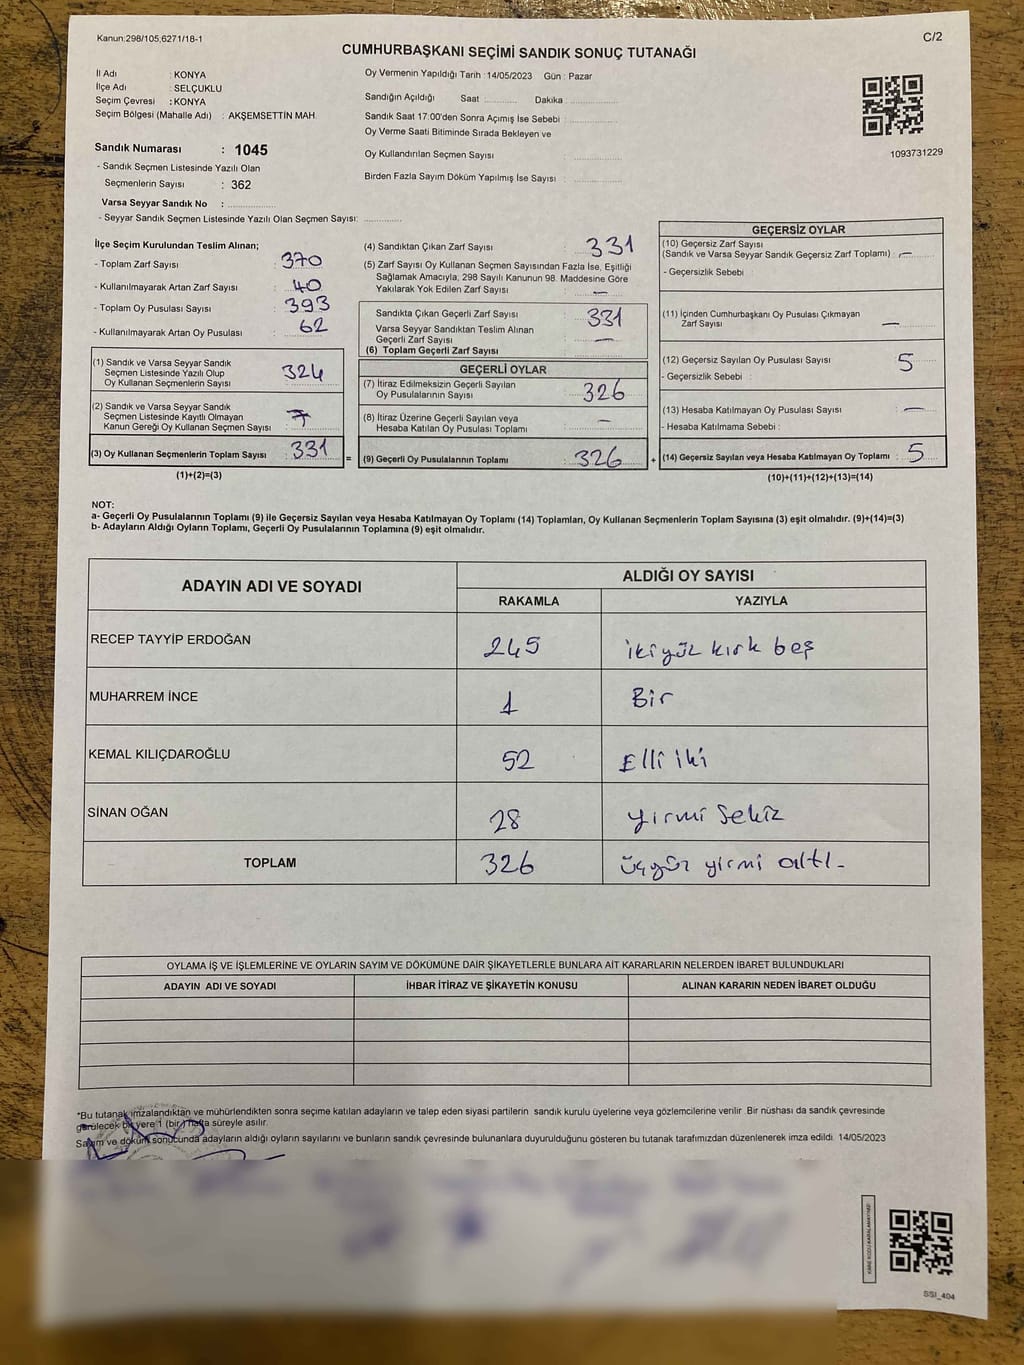 Kanun:298/105,6271/18-1
C/2
CUMHURBAŞKANI SEÇİMİ SANDIK SONUÇ TUTANAĞI
İl Adı : KONYA
İlçe Adı : SELÇUKLU
Seçim Çevresi : KONYA
Seçim Bölgesi (Mahalle Adı) : AKŞEMSETTİN MAH.
Sandık Numarası : 1045
- Sandık Seçmen Listesinde Yazılı Olan
Seçmenlerin Sayısı : 362
Varsa Seyyar Sandık No :
- Seyyar Sandık Seçmen Listesinde Yazılı Olan Seçmen Sayısı:
Oy Vermenin Yapıldığı Tarih : 14/05/2023 Gün : Pazar
Sandığın Açıldığı Saat : Dakika :
Sandık Saat 17:00'den Sonra Açımış İse Sebebi :
Oy Verme Saati Bitiminde Sırada Bekleyen ve
Oy Kullandırılan Seçmen Sayısı :
Birden Fazla Sayım Döküm Yapılmış İse Sayısı :
1093731229
İlçe Seçim Kurulundan Teslim Alınan;
- Toplam Zarf Sayısı : 370
- Kullanılmayarak Artan Zarf Sayısı : 40
- Toplam Oy Pusulası Sayısı : 393
- Kullanılmayarak Artan Oy Pusulası : 62
(1) Sandık ve Varsa Seyyar Sandık
Seçmen Listesinde Yazılı Olup
Oy Kullanan Seçmenlerin Sayısı : 324
(2) Sandık ve Varsa Seyyar Sandık
Seçmen Listesinde Kayıtlı Olmayan
Kanun Gereği Oy Kullanan Seçmen Sayısı : 7
(3) Oy Kullanan Seçmenlerin Toplam Sayısı : 331
(1)+(2)=(3)
(4) Sandıktan Çıkan Zarf Sayısı : 331
(5) Zarf Sayısı Oy Kullanan Seçmen Sayısından Fazla İse, Eşitliği
Sağlamak Amacıyla, 298 Sayılı Kanunun 98. Maddesine Göre
Yakılarak Yok Edilen Zarf Sayısı : —
Sandıkta Çıkan Geçerli Zarf Sayısı : 331
Varsa Seyyar Sandıktan Teslim Alınan
Geçerli Zarf Sayısı : —
(6) Toplam Geçerli Zarf Sayısı
GEÇERLİ OYLAR
(7) İtiraz Edilmeksizin Geçerli Sayılan
Oy Pusulalarının Sayısı : 326
(8) İtiraz Üzerine Geçerli Sayılan veya
Hesaba Katılan Oy Pusulası Toplamı : —
= (9) Geçerli Oy Pusulalarının Toplamı : 326
GEÇERSİZ OYLAR
(10) Geçersiz Zarf Sayısı
(Sandık ve Varsa Seyyar Sandık Geçersiz Zarf Toplamı) : —
- Geçersizlik Sebebi :
(11) İçinden Cumhurbaşkanı Oy Pusulası Çıkmayan
Zarf Sayısı : —
(12) Geçersiz Sayılan Oy Pusulası Sayısı : 5
- Geçersizlik Sebebi :
(13) Hesaba Katılmayan Oy Pusulası Sayısı : —
- Hesaba Katılmama Sebebi :
+ (14) Geçersiz Sayılan veya Hesaba Katılmayan Oy Toplamı : 5
(10)+(11)+(12)+(13)=(14)
NOT:
a- Geçerli Oy Pusulalarının Toplamı (9) ile Geçersiz Sayılan veya Hesaba Katılmayan Oy Toplamı (14) Toplamları, Oy Kullanan Seçmenlerin Toplam Sayısına (3) eşit olmalıdır. (9)+(14)=(3)
b- Adayların Aldığı Oyların Toplamı, Geçerli Oy Pusulalarının Toplamına (9) eşit olmalıdır.
ADAYIN ADI VE SOYADI ALDIĞI OY SAYISI
RAKAMLA YAZIYLA
RECEP TAYYİP ERDOĞAN 245 ikiyüz kırk beş
MUHARREM İNCE 1 Bir
KEMAL KILIÇDAROĞLU 52 Elli iki
SİNAN OĞAN 28 yirmi Sekiz
TOPLAM 326 üçyüz yirmi altı -
OYLAMA İŞ VE İŞLEMLERİNE VE OYLARIN SAYIM VE DÖKÜMÜNE DAİR ŞİKAYETLERLE BUNLARA AİT KARARLARIN NELERDEN İBARET BULUNDUKLARI
ADAYIN ADI VE SOYADI İHBAR İTİRAZ VE ŞİKAYETİN KONUSU ALINAN KARARIN NEDEN İBARET OLDUĞU
*Bu tutanak imzalandıktan ve mühürlendikten sonra seçime katılan adayların ve talep eden siyasi partilerin sandık kurulu üyelerine veya gözlemcilerine verilir. Bir nüshası da sandık çevresinde
görülecek bir yere 1 (bir) hafta süreyle asılır.
Sayım ve döküm sonucunda adayların aldığı oyların sayılarını ve bunların sandık çevresinde bulunanlara duyurulduğunu gösteren bu tutanak tarafımızdan düzenlenerek imza edildi. 14/05/2023
SSI_404